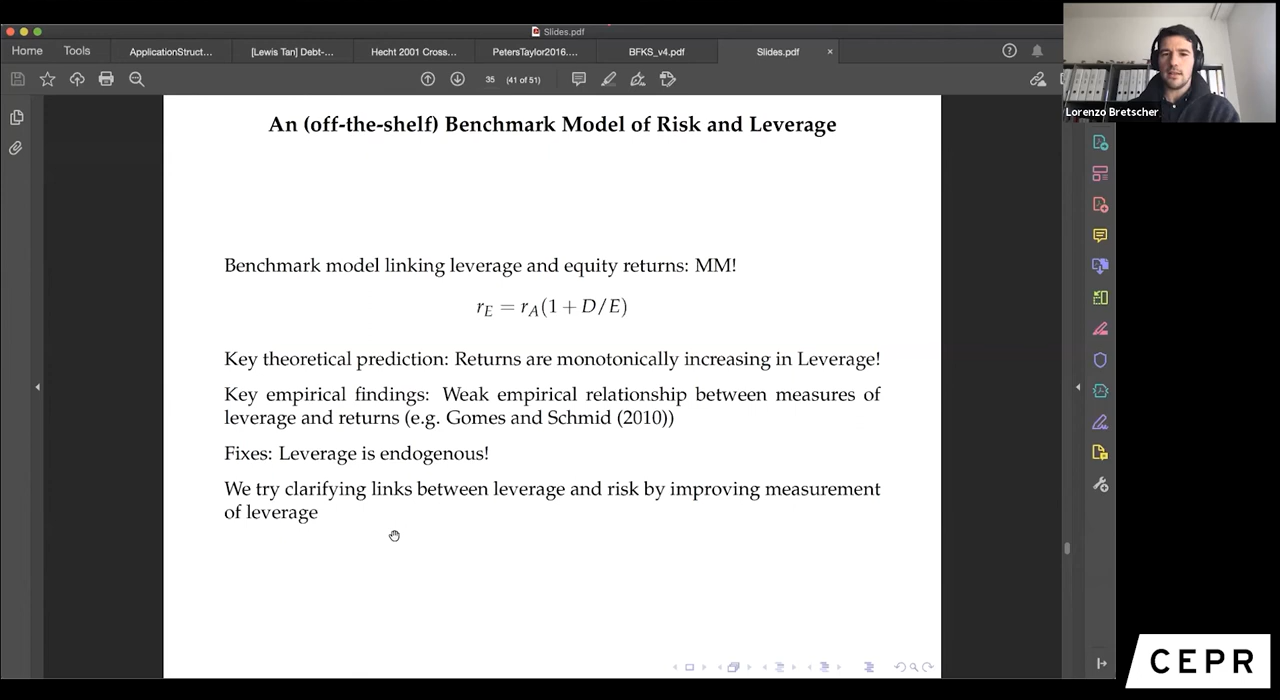 Slides.pdf
Home Tools ApplicationStruct... [Lewis Tan] Debt-... Hecht 2001 Cross... PetersTaylor2016.... BFKS_v4.pdf Slides.pdf ×
35 (41 of 51)
Lorenzo Bretscher
An (off-the-shelf) Benchmark Model of Risk and Leverage
Benchmark model linking leverage and equity returns: MM!
r_E = r_A(1 + D/E)
Key theoretical prediction: Returns are monotonically increasing in Leverage!
Key empirical findings: Weak empirical relationship between measures of
leverage and returns (e.g. Gomes and Schmid (2010))
Fixes: Leverage is endogenous!
We try clarifying links between leverage and risk by improving measurement
of leverage
CEPR